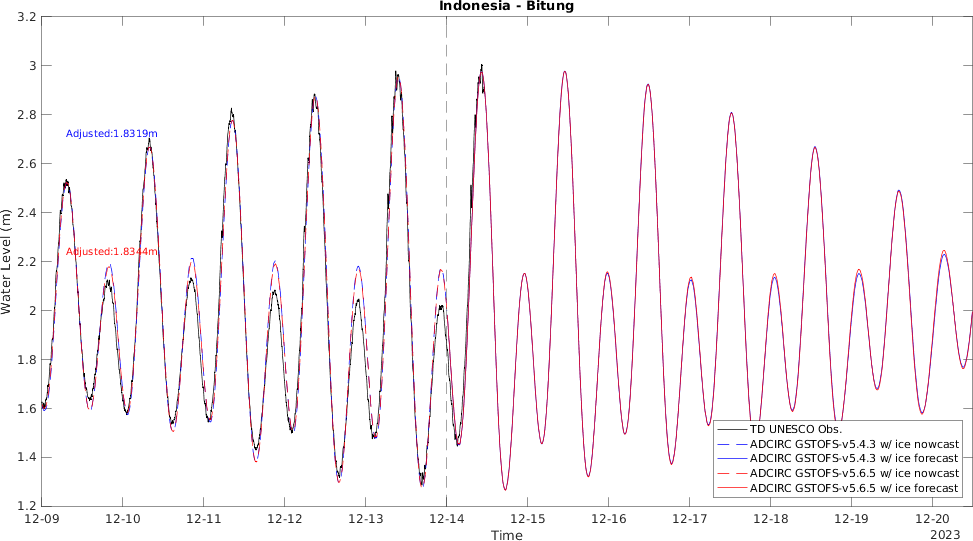 Indonesia - Bitung
3.2
3
2.8
2.6
2.4
2.2
2
1.8
1.6
1.4
1.2
Water Level (m)
Adjusted:1.8319m
Adjusted:1.8344m
TD UNESCO Obs.
ADCIRC GSTOFS-v5.4.3 w/ ice nowcast
ADCIRC GSTOFS-v5.4.3 w/ ice forecast
ADCIRC GSTOFS-v5.6.5 w/ ice nowcast
ADCIRC GSTOFS-v5.6.5 w/ ice forecast
12-09 12-10 12-11 12-12 12-13 12-14 12-15 12-16 12-17 12-18 12-19 12-20
Time
2023